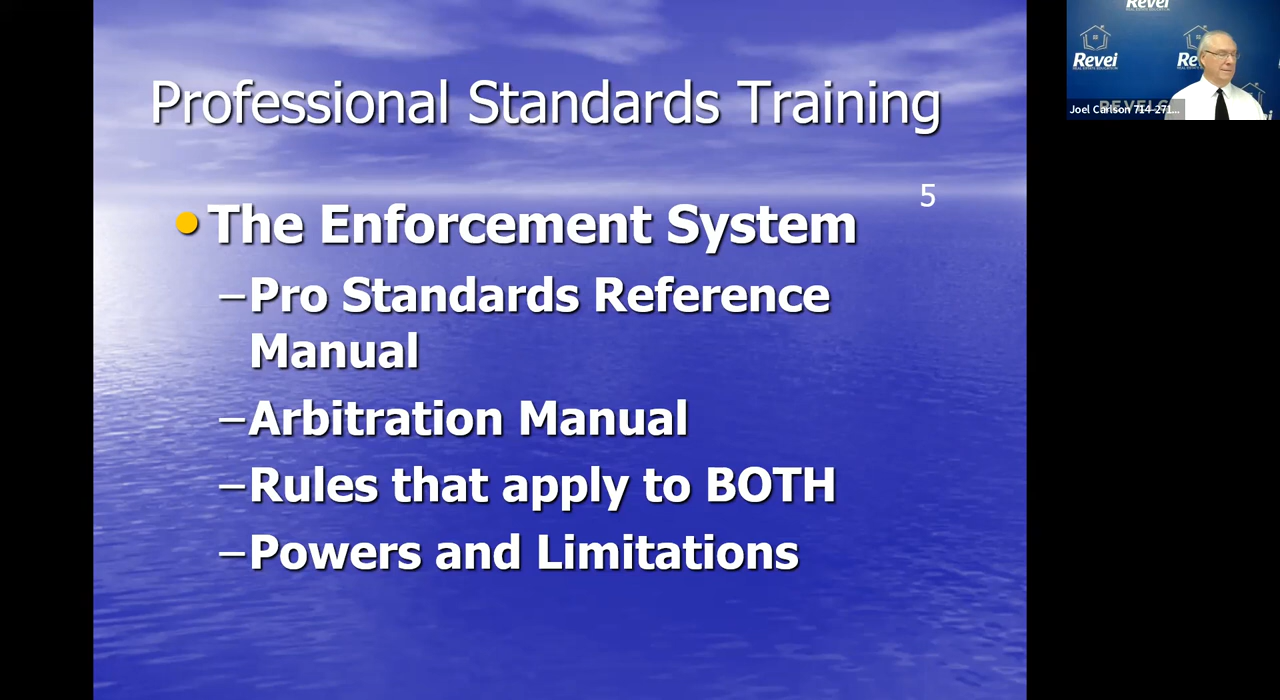 Professional Standards Training
5
The Enforcement System
–Pro Standards Reference
Manual
–Arbitration Manual
–Rules that apply to BOTH
–Powers and Limitations
Revei
Revei
Joel Carlson 714-271...